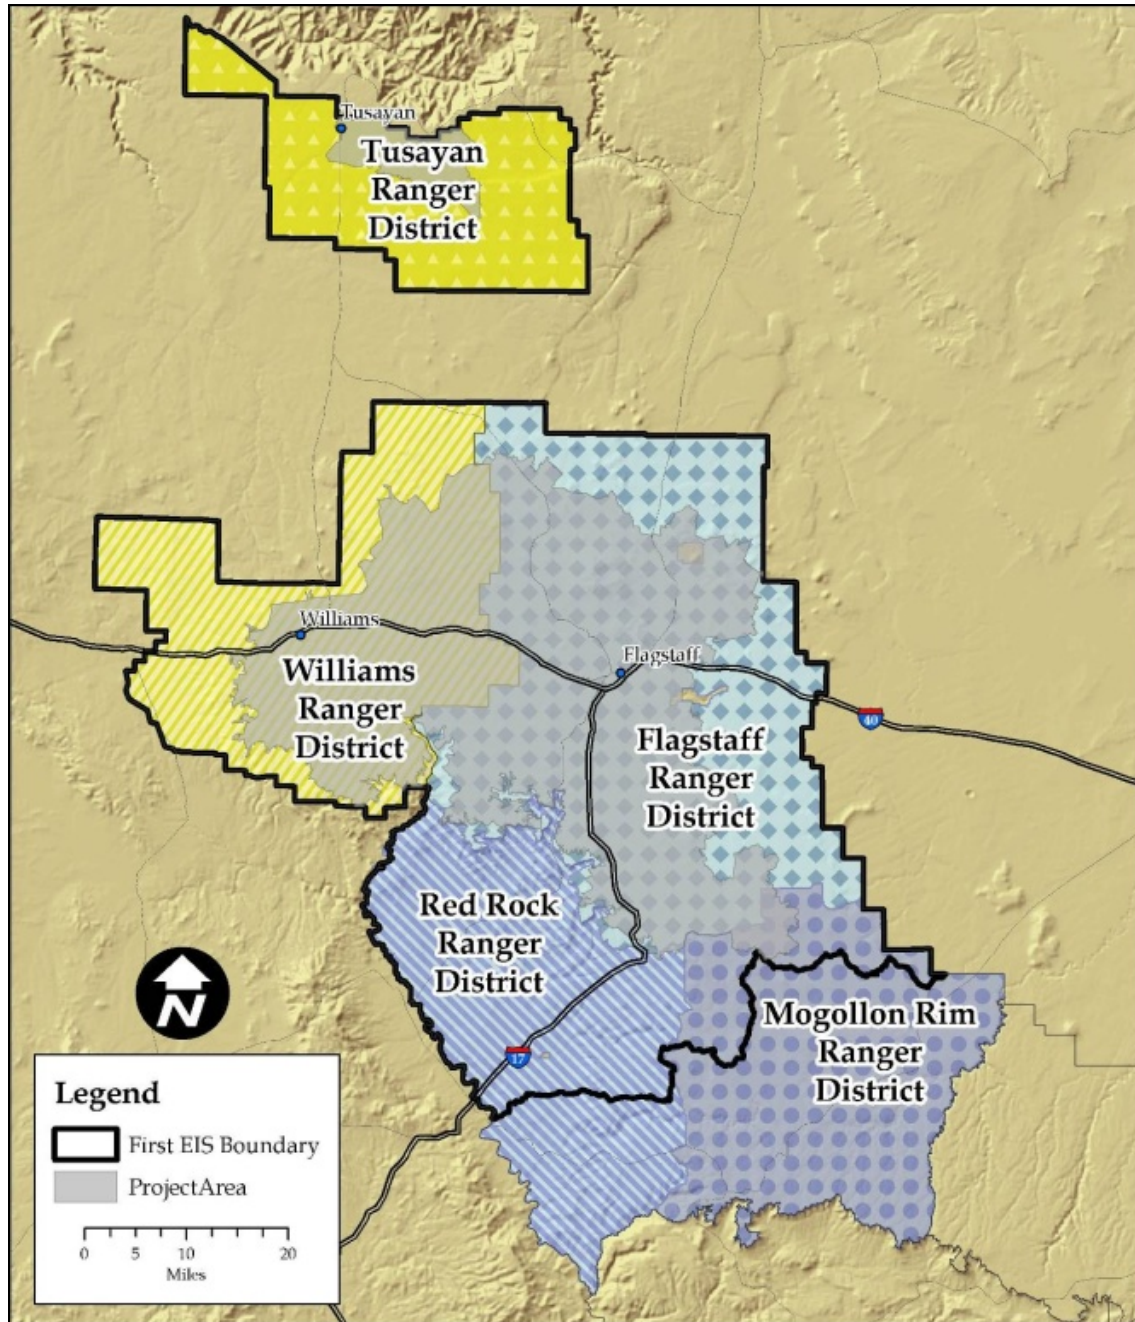 Tusayan
Tusayan
Ranger
District
Williams
Williams
Ranger
District
Flagstaff
40
Flagstaff
Ranger
District
Red Rock
Ranger
District
Mogollon Rim
Ranger
District
17
N
Legend
First EIS Boundary
ProjectArea
0 5 10 20
Miles